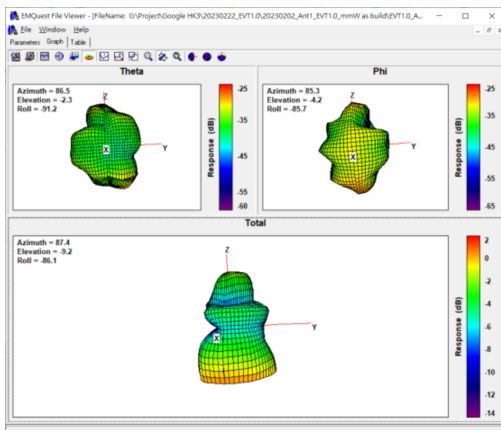 EMQuest File Viewer - [FileName: G:\Project\Google HK3\20230222_EVT1.0\20230202_Ant1_EVT1.0_mmW as build\EVT1.0_A...
File Window Help
Parameters Graph Table
Theta
Azimuth = 86.5
Elevation = -2.3
Roll = -91.2
Z
Y
X
Response (dB)
-25
-35
-45
-55
-60
Phi
Azimuth = 85.3
Elevation = -4.2
Roll = -85.7
Z
Y
X
Response (dB)
-25
-35
-45
-55
-65
Total
Azimuth = 87.4
Elevation = -9.2
Roll = -86.1
Z
Y
X
Response (dB)
2
0
-2
-4
-6
-8
-10
-12
-14